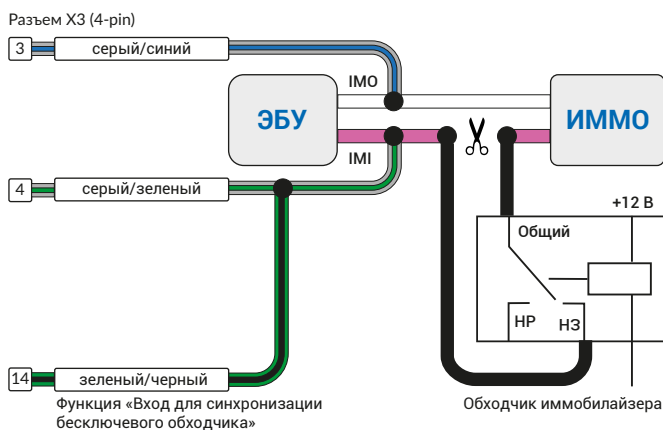 Разъем X3 (4-pin)
3
серый/синий
IMO
ЭБУ
ИММО
IMI
4
серый/зеленый
+12 В
Общий
НР
НЗ
14
зеленый/черный
Функция «Вход для синхронизации
бесключевого обходчика»
Обходчик иммобилайзера